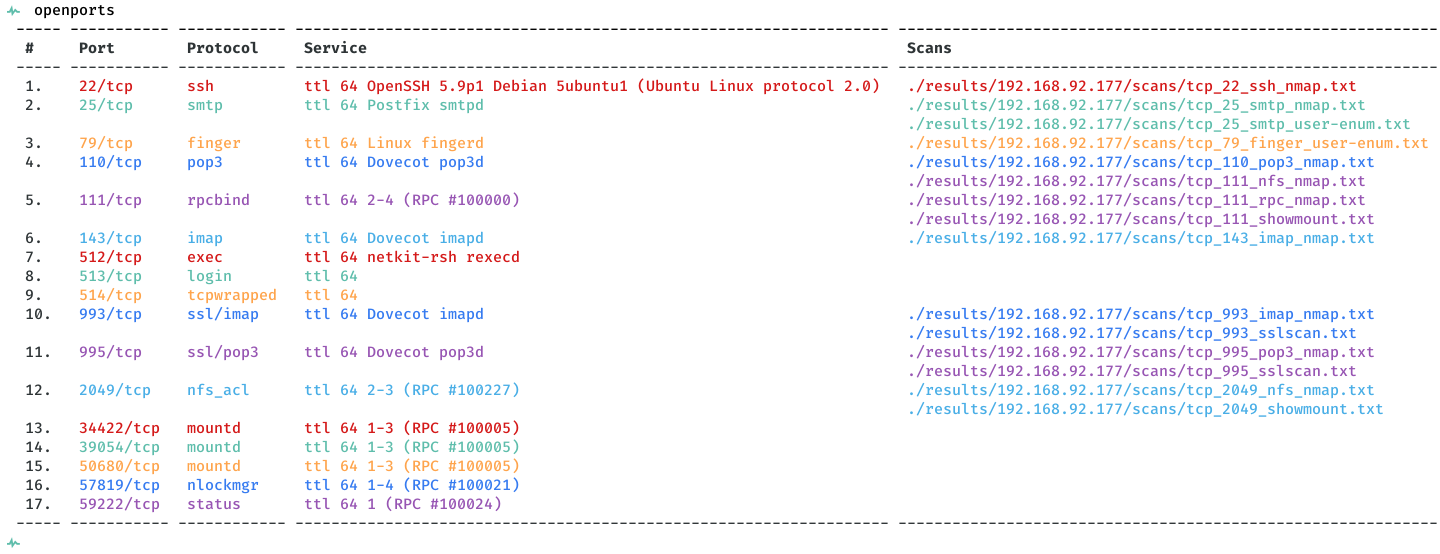 openports
----- ----------- ------------ ------------------------------------------------------------------ ------------------------------------------------------------
# Port Protocol Service Scans
----- ----------- ------------ ------------------------------------------------------------------ ------------------------------------------------------------
1. 22/tcp ssh ttl 64 OpenSSH 5.9p1 Debian 5ubuntu1 (Ubuntu Linux protocol 2.0) ./results/192.168.92.177/scans/tcp_22_ssh_nmap.txt
2. 25/tcp smtp ttl 64 Postfix smtpd ./results/192.168.92.177/scans/tcp_25_smtp_nmap.txt
./results/192.168.92.177/scans/tcp_25_smtp_user-enum.txt
3. 79/tcp finger ttl 64 Linux fingerd ./results/192.168.92.177/scans/tcp_79_finger_user-enum.txt
4. 110/tcp pop3 ttl 64 Dovecot pop3d ./results/192.168.92.177/scans/tcp_110_pop3_nmap.txt
./results/192.168.92.177/scans/tcp_111_nfs_nmap.txt
5. 111/tcp rpcbind ttl 64 2-4 (RPC #100000) ./results/192.168.92.177/scans/tcp_111_rpc_nmap.txt
./results/192.168.92.177/scans/tcp_111_showmount.txt
6. 143/tcp imap ttl 64 Dovecot imapd ./results/192.168.92.177/scans/tcp_143_imap_nmap.txt
7. 512/tcp exec ttl 64 netkit-rsh rexecd
8. 513/tcp login ttl 64
9. 514/tcp tcpwrapped ttl 64
10. 993/tcp ssl/imap ttl 64 Dovecot imapd ./results/192.168.92.177/scans/tcp_993_imap_nmap.txt
./results/192.168.92.177/scans/tcp_993_sslscan.txt
11. 995/tcp ssl/pop3 ttl 64 Dovecot pop3d ./results/192.168.92.177/scans/tcp_995_pop3_nmap.txt
./results/192.168.92.177/scans/tcp_995_sslscan.txt
12. 2049/tcp nfs_acl ttl 64 2-3 (RPC #100227) ./results/192.168.92.177/scans/tcp_2049_nfs_nmap.txt
./results/192.168.92.177/scans/tcp_2049_showmount.txt
13. 34422/tcp mountd ttl 64 1-3 (RPC #100005)
14. 39054/tcp mountd ttl 64 1-3 (RPC #100005)
15. 50680/tcp mountd ttl 64 1-3 (RPC #100005)
16. 57819/tcp nlockmgr ttl 64 1-4 (RPC #100021)
17. 59222/tcp status ttl 64 1 (RPC #100024)
----- ----------- ------------ ------------------------------------------------------------------ ------------------------------------------------------------